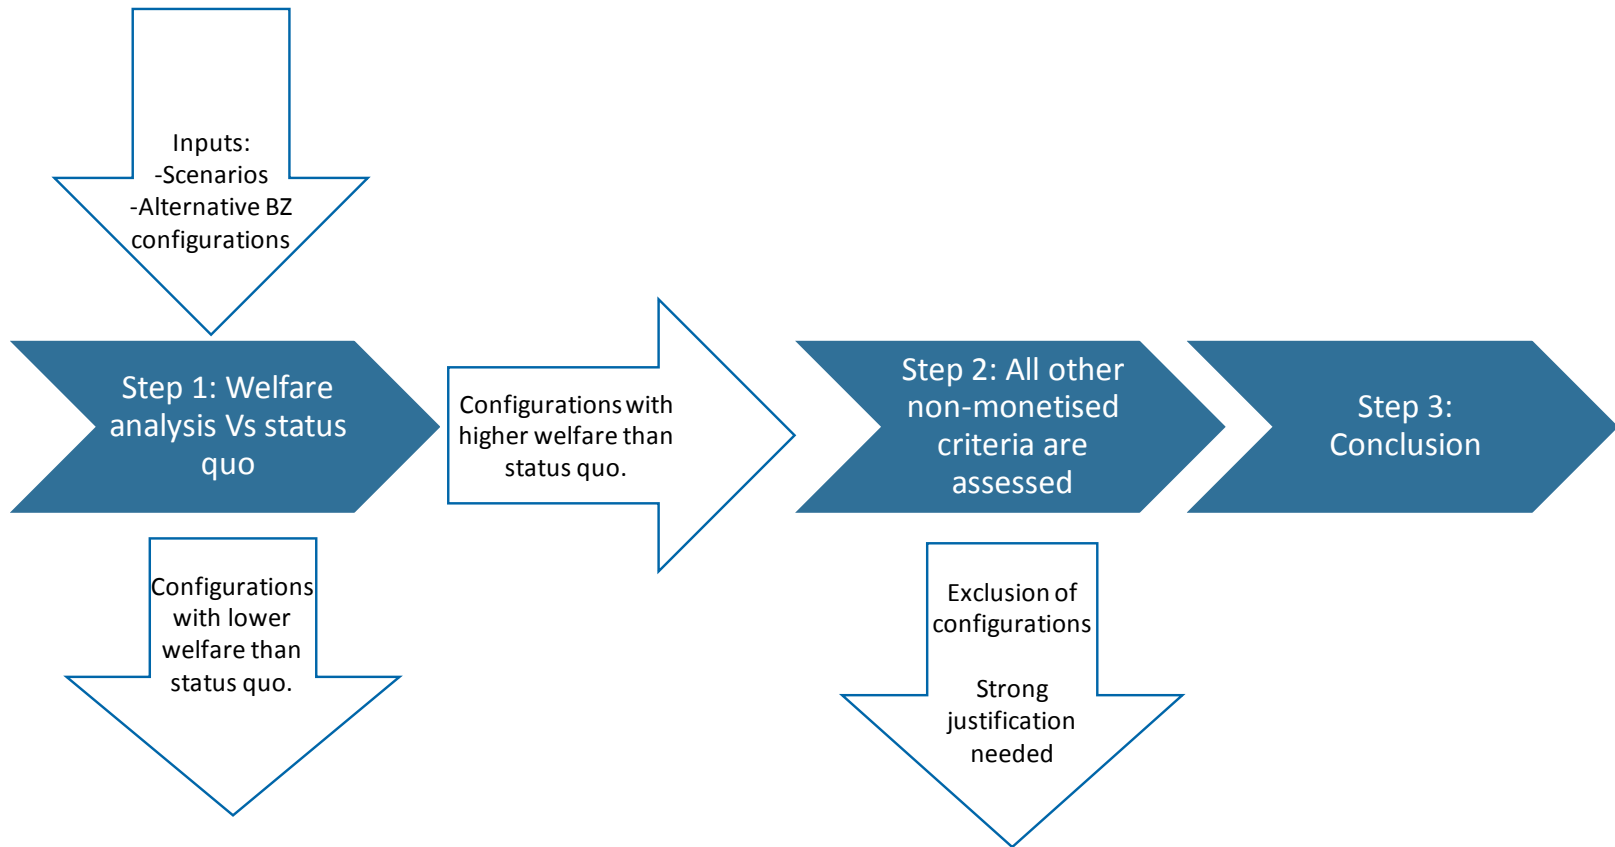 Inputs:
-Scenarios
-Alternative BZ
configurations
Step 1: Welfare
analysis Vs status
quo
Configurations with
higher welfare than
status quo.
Step 2: All other
non-monetised
criteria are
assessed
Step 3:
Conclusion
Configurations
with lower
welfare than
status quo.
Exclusion of
configurations
Strong
justification
needed